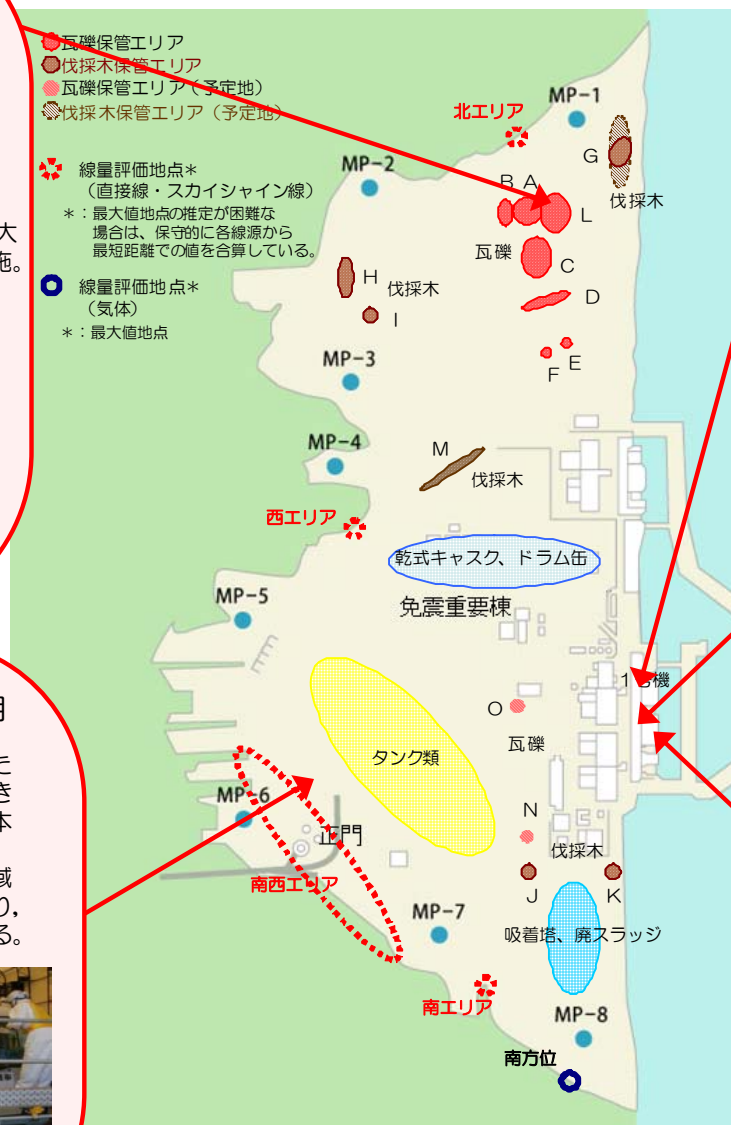 瓦礫保管エリア
伐採木保管エリア
瓦礫保管エリア（予定地）
伐採木保管エリア（予定地）
線量評価地点＊
（直接線・スカイシャイン線）
＊：最大値地点の推定が困難な
場合は、保守的に各線源から
最短距離での値を合算している。
線量評価地点＊
（気体）
＊：最大値地点
大
施。
北エリア
MP-1
G
伐採木
MP-2
B
A
L
瓦礫
C
H
伐採木
D
I
E
F
MP-3
MP-4
M
伐採木
西エリア
乾式キャスク、ドラム缶
免震重要棟
MP-5
1号機
O
瓦礫
タンク類
N
伐採木
MP-6
正門
J
K
南西エリア
MP-7
吸着塔、廃スラッジ
南エリア
MP-8
南方位
た
き
本
域
り，
る。